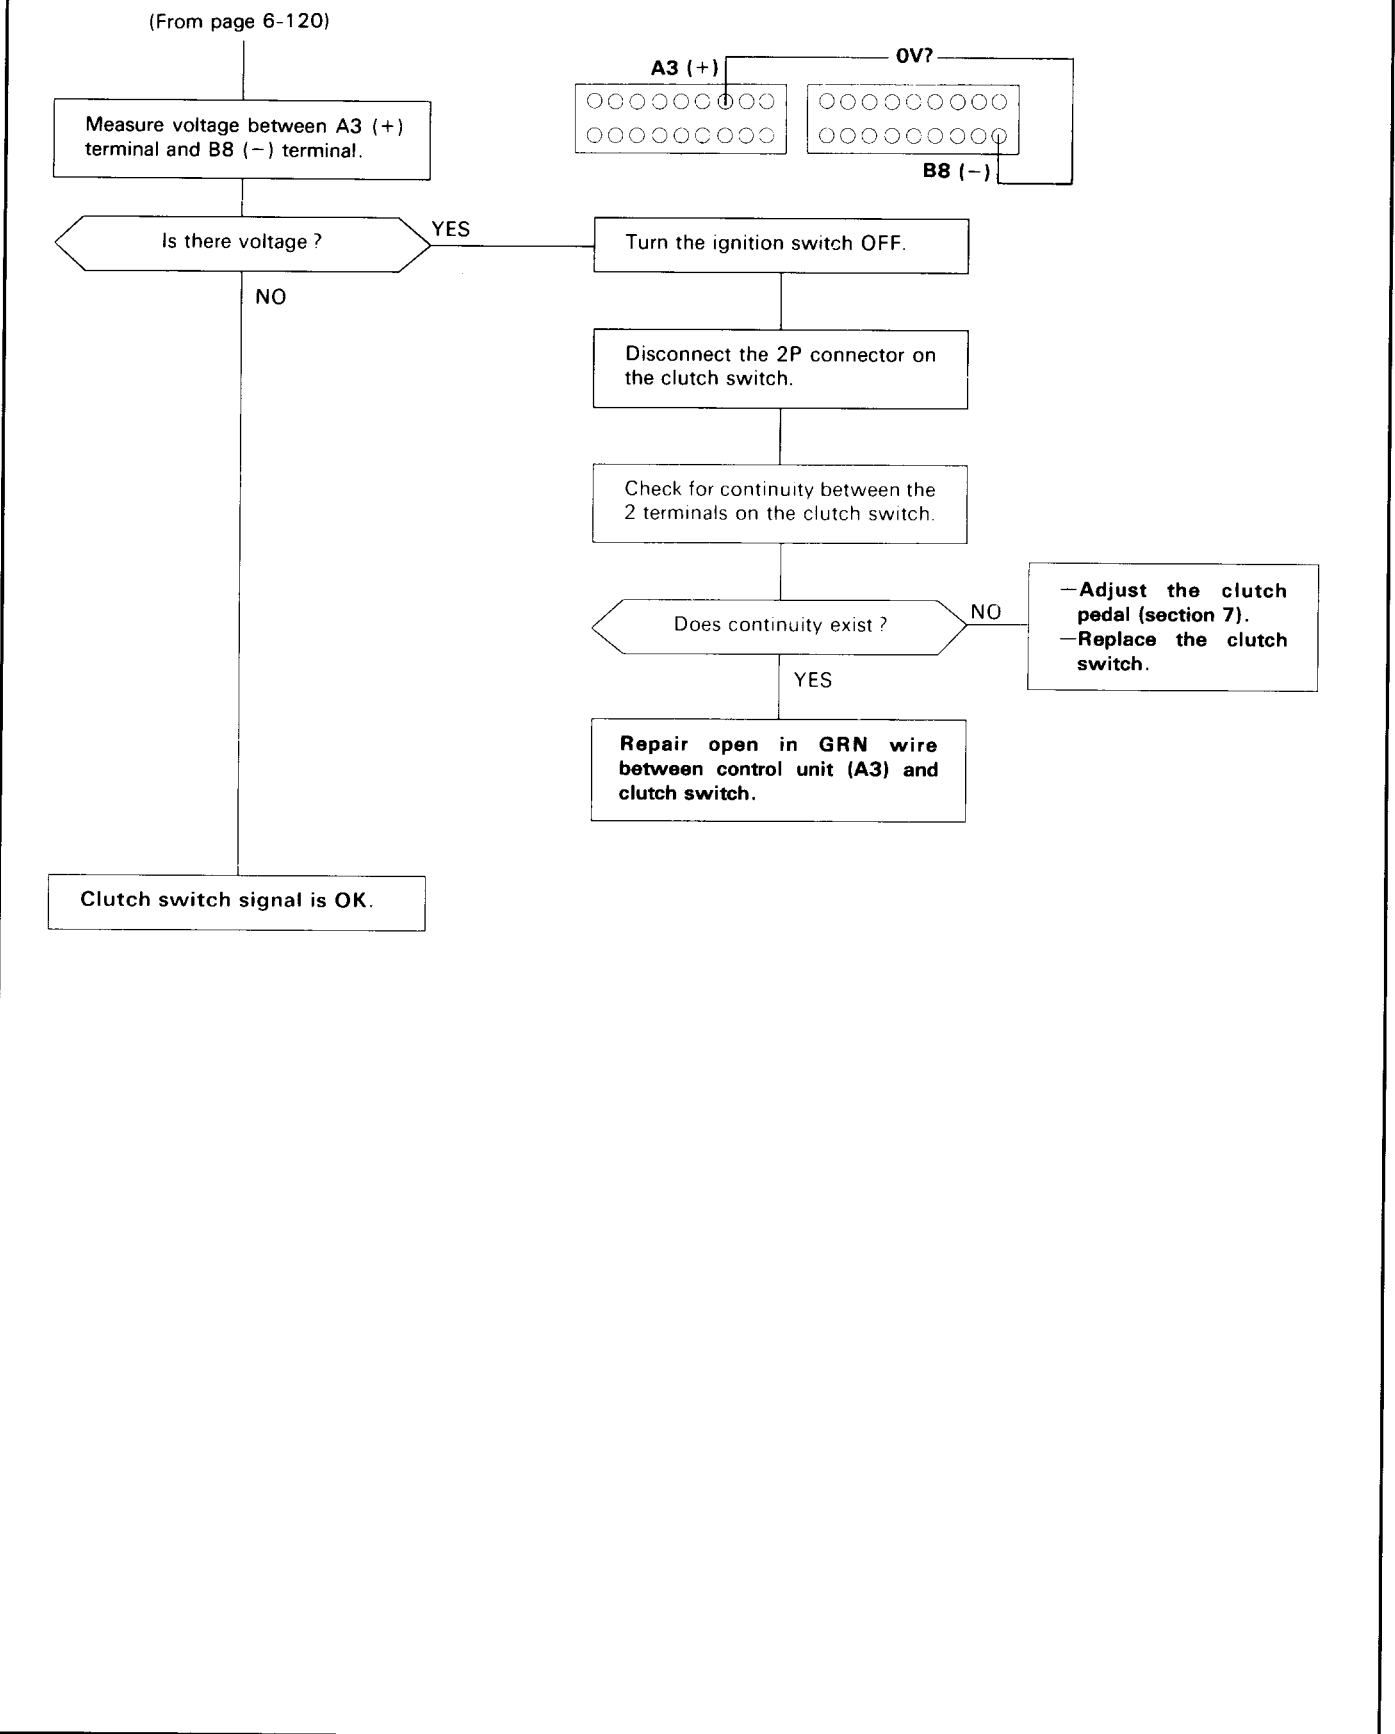 (From page 6-120)
A3 (+)
0V?
B8 (−)
Measure voltage between A3 (+)
terminal and B8 (−) terminal.
Is there voltage ?
YES
NO
Turn the ignition switch OFF.
Disconnect the 2P connector on
the clutch switch.
Check for continuity between the
2 terminals on the clutch switch.
Does continuity exist ?
NO
—Adjust the clutch
pedal (section 7).
—Replace the clutch
switch.
YES
Repair open in GRN wire
between control unit (A3) and
clutch switch.
Clutch switch signal is OK.